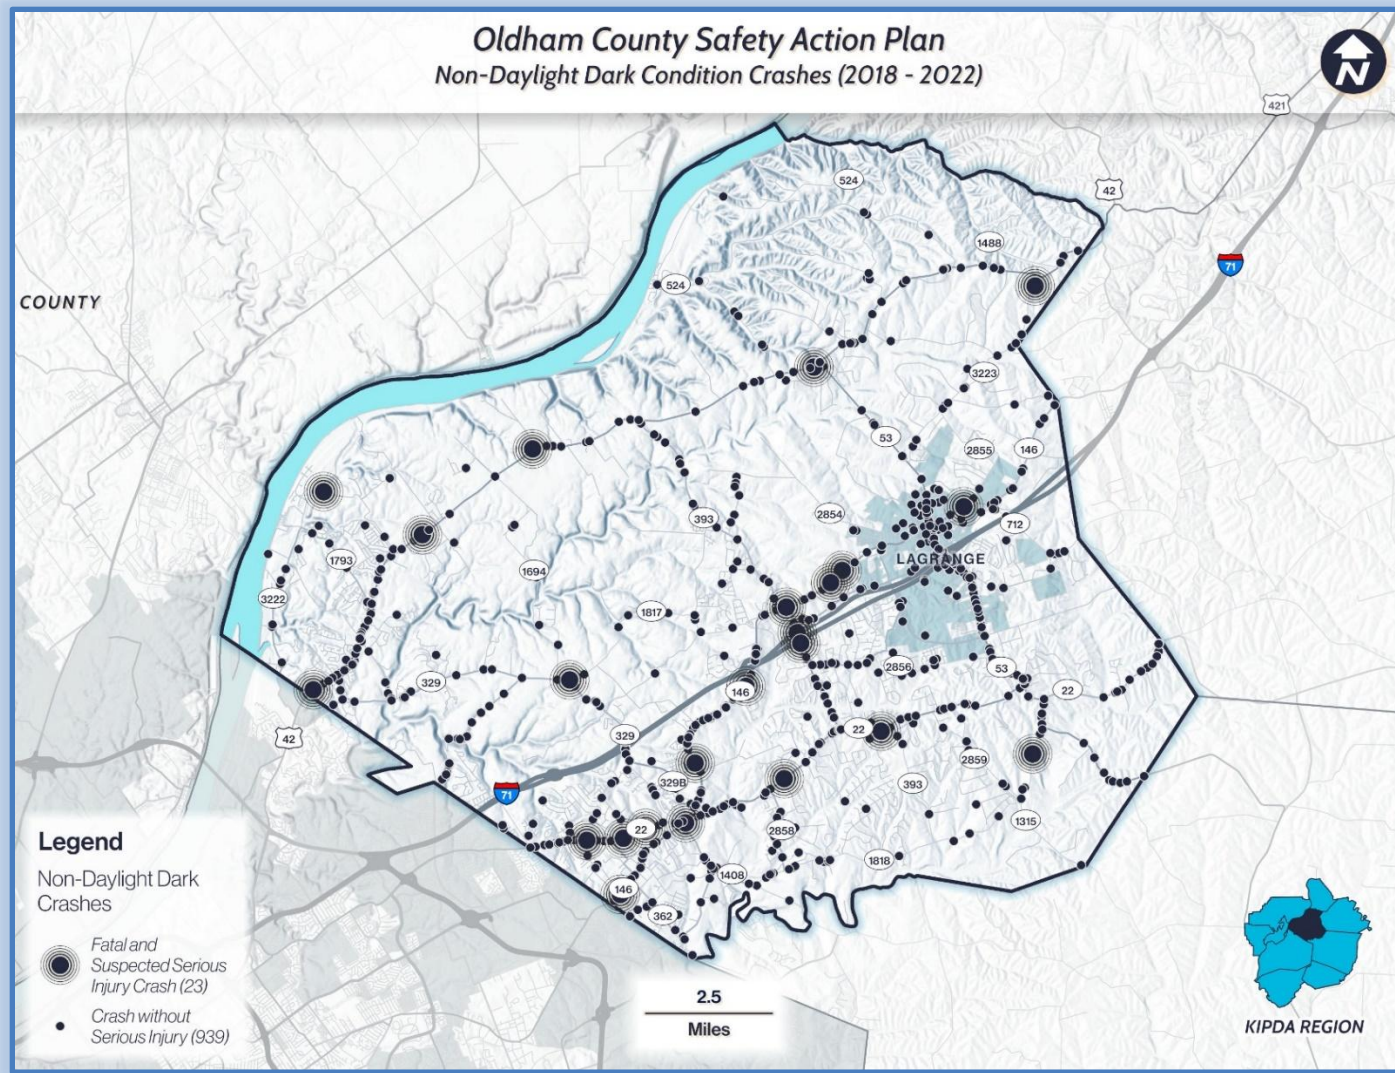 Oldham County Safety Action Plan
Non-Daylight Dark Condition Crashes (2018 - 2022)
N
421
42
524
1488
71
COUNTY
524
3223
53
2855
146
393
2854
712
1793
1694
LAGRANGE
3222
1817
329
2856
53
22
146
42
329
22
2859
71
329B
393
22
2858
1315
1818
1408
146
362
Legend
Non-Daylight Dark
Crashes
Fatal and
Suspected Serious
Injury Crash (23)
Crash without
Serious Injury (939)
2.5
Miles
KIPDA REGION